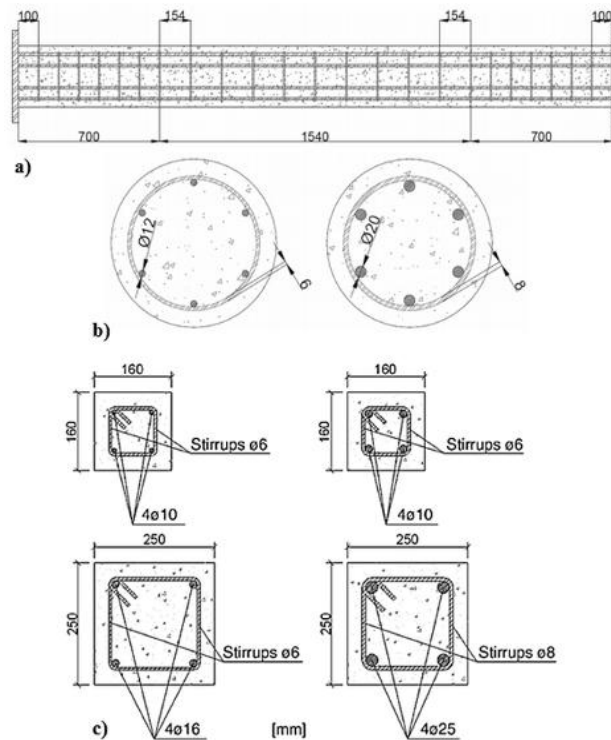 100 154 154 100
700 1540 700
a)
Ø12 6 Ø20 8
b)
160 160
160 Stirrups ø6 160 Stirrups ø6
4ø10 4ø10
250 250
250 Stirrups ø6 250 Stirrups ø8
c) 4ø16 [mm] 4ø25